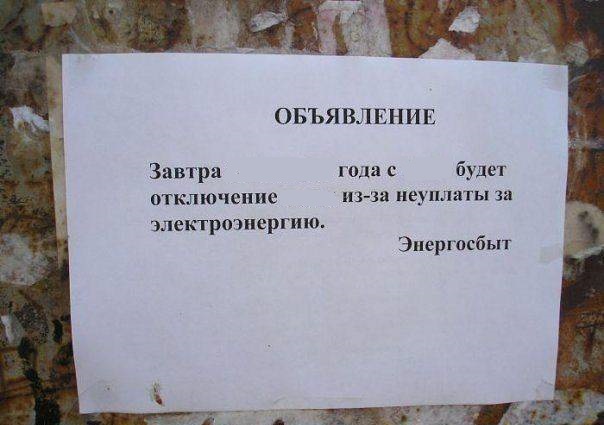 ОБЪЯВЛЕНИЕ
Завтра года с будет
отключение из-за неуплаты за
электроэнергию.
Энергосбыт